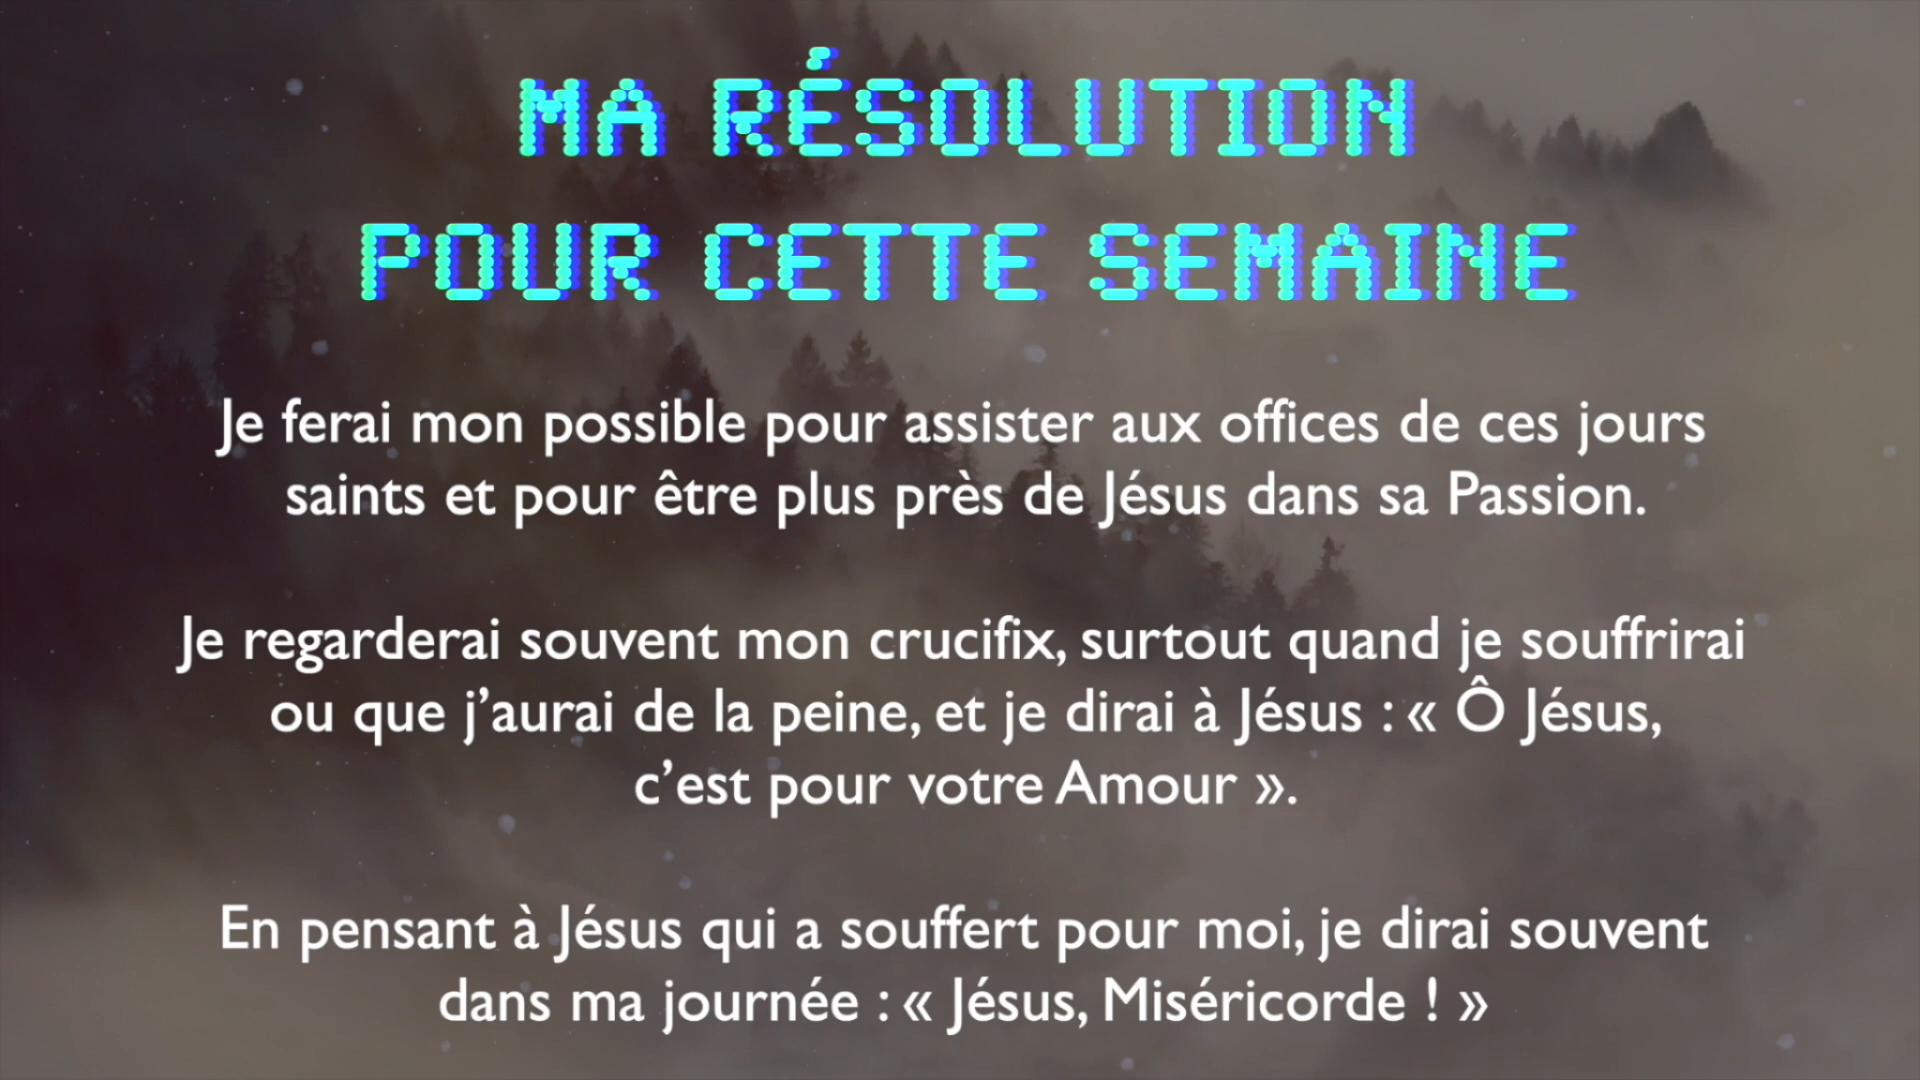 MA RÉSOLUTION
POUR CETTE SEMAINE
Je ferai mon possible pour assister aux offices de ces jours
saints et pour être plus près de Jésus dans sa Passion.
Je regarderai souvent mon crucifix, surtout quand je souffrirai
ou que j’aurai de la peine, et je dirai à Jésus : « Ô Jésus,
c’est pour votre Amour ».
En pensant à Jésus qui a souffert pour moi, je dirai souvent
dans ma journée : « Jésus, Miséricorde ! »